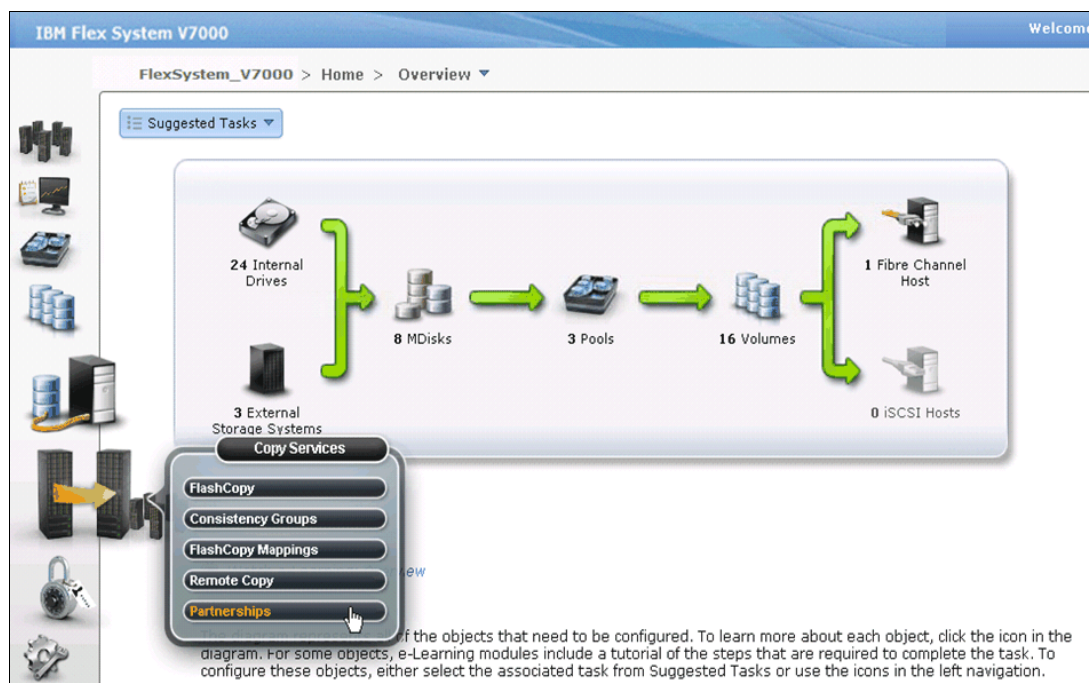 IBM Flex System V7000
Welcome
FlexSystem_V7000 > Home > Overview
Suggested Tasks
24 Internal
Drives
8 MDisks
3 Pools
16 Volumes
1 Fibre Channel
Host
3 External
Storage Systems
0 iSCSI Hosts
Copy Services
FlashCopy
Consistency Groups
FlashCopy Mappings
Remote Copy
Partnerships
The diagram of the objects that need to be configured. To learn more about each object, click the icon in the
diagram. For some objects, e-Learning modules include a tutorial of the steps that are required to complete the task. To
configure these objects, either select the associated task from Suggested Tasks or use the icons in the left navigation.